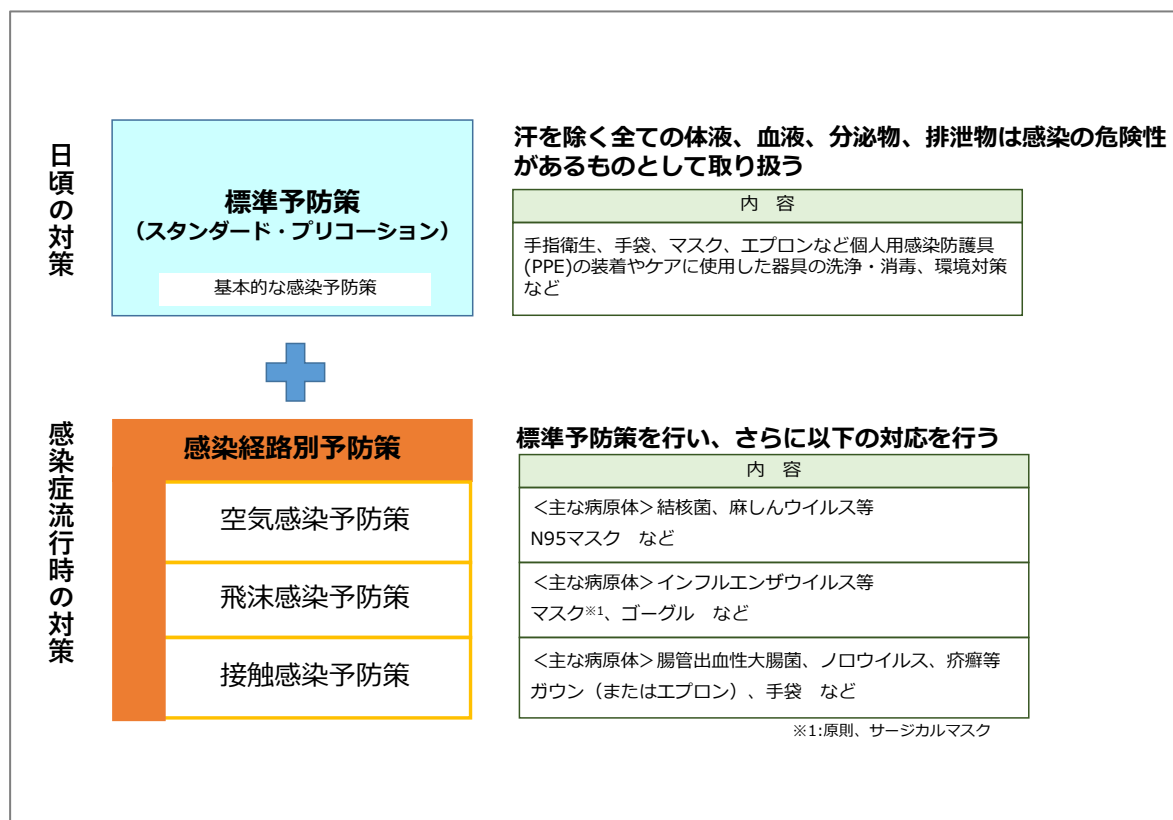 日頃の対策
標準予防策
（スタンダード・プリコーション）
基本的な感染予防策
汗を除く全ての体液、血液、分泌物、排泄物は感染の危険性
があるものとして取り扱う
内　容
手指衛生、手袋、マスク、エプロンなど個人用感染防護具
(PPE)の装着やケアに使用した器具の洗浄・消毒、環境対策
など
感染症流行時の対策
感染経路別予防策
空気感染予防策
飛沫感染予防策
接触感染予防策
標準予防策を行い、さらに以下の対応を行う
内　容
＜主な病原体＞結核菌、麻しんウイルス等
N95マスク　など
＜主な病原体＞インフルエンザウイルス等
マスク※1、ゴーグル　など
＜主な病原体＞腸管出血性大腸菌、ノロウイルス、疥癬等
ガウン（またはエプロン）、手袋　など
※1:原則、サージカルマスク